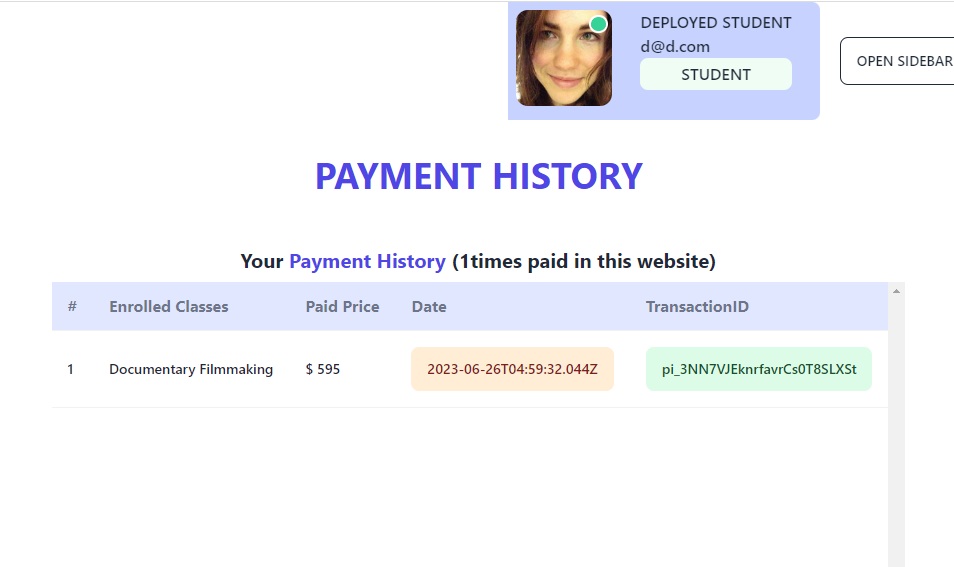 DEPLOYED STUDENT
d@d.com
STUDENT
OPEN SIDEBAR
PAYMENT HISTORY
Your Payment History (1times paid in this website)
# Enrolled Classes Paid Price Date TransactionID
1 Documentary Filmmaking $ 595 2023-06-26T04:59:32.044Z pi_3NN7VJEknrfavrCs0T8SLXSt